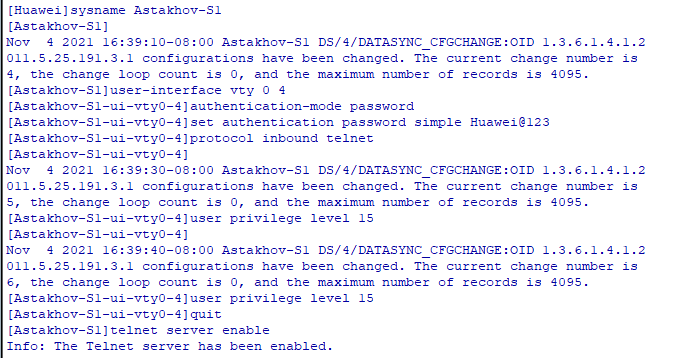 [Huawei]sysname Astakhov-S1
[Astakhov-S1]
Nov  4 2021 16:39:10-08:00 Astakhov-S1 DS/4/DATASYNC_CFGCHANGE:OID 1.3.6.1.4.1.2
011.5.25.191.3.1 configurations have been changed. The current change number is
4, the change loop count is 0, and the maximum number of records is 4095.
[Astakhov-S1]user-interface vty 0 4
[Astakhov-S1-ui-vty0-4]authentication-mode password
[Astakhov-S1-ui-vty0-4]set authentication password simple Huawei@123
[Astakhov-S1-ui-vty0-4]protocol inbound telnet
[Astakhov-S1-ui-vty0-4]
Nov  4 2021 16:39:30-08:00 Astakhov-S1 DS/4/DATASYNC_CFGCHANGE:OID 1.3.6.1.4.1.2
011.5.25.191.3.1 configurations have been changed. The current change number is
5, the change loop count is 0, and the maximum number of records is 4095.
[Astakhov-S1-ui-vty0-4]user privilege level 15
[Astakhov-S1-ui-vty0-4]
Nov  4 2021 16:39:40-08:00 Astakhov-S1 DS/4/DATASYNC_CFGCHANGE:OID 1.3.6.1.4.1.2
011.5.25.191.3.1 configurations have been changed. The current change number is
6, the change loop count is 0, and the maximum number of records is 4095.
[Astakhov-S1-ui-vty0-4]user privilege level 15
[Astakhov-S1-ui-vty0-4]quit
[Astakhov-S1]telnet server enable
Info: The Telnet server has been enabled.